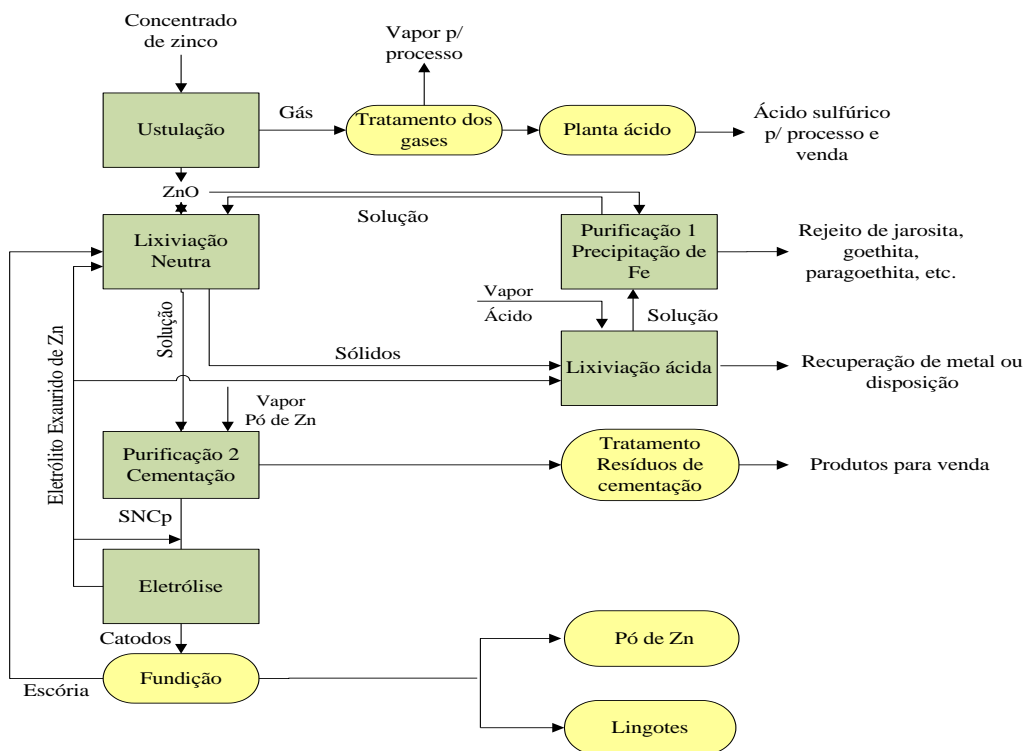 Concentrado
de zinco
Vapor p/
processo
Ustulação
Gás
Tratamento dos
gases
Planta ácido
Ácido sulfúrico
p/ processo e
venda
ZnO
Solução
Lixiviação
Neutra
Purificação 1
Precipitação de
Fe
Rejeito de jarosita,
goethita,
paragoethita, etc.
Vapor
Ácido
Solução
Solução
Sólidos
Lixiviação ácida
Recuperação de metal ou
disposição
Eletrólito Exaurido de Zn
Vapor
Pó de Zn
Purificação 2
Cementação
Tratamento
Resíduos de
cementação
Produtos para venda
SNCp
Eletrólise
Catodos
Fundição
Escória
Pó de Zn
Lingotes